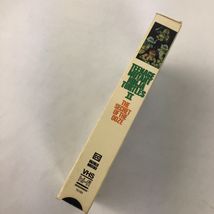 TEENAGE
MUTANT
NINJA
TURTLES
II
THE SECRET
OF THE
OOZE
VHS